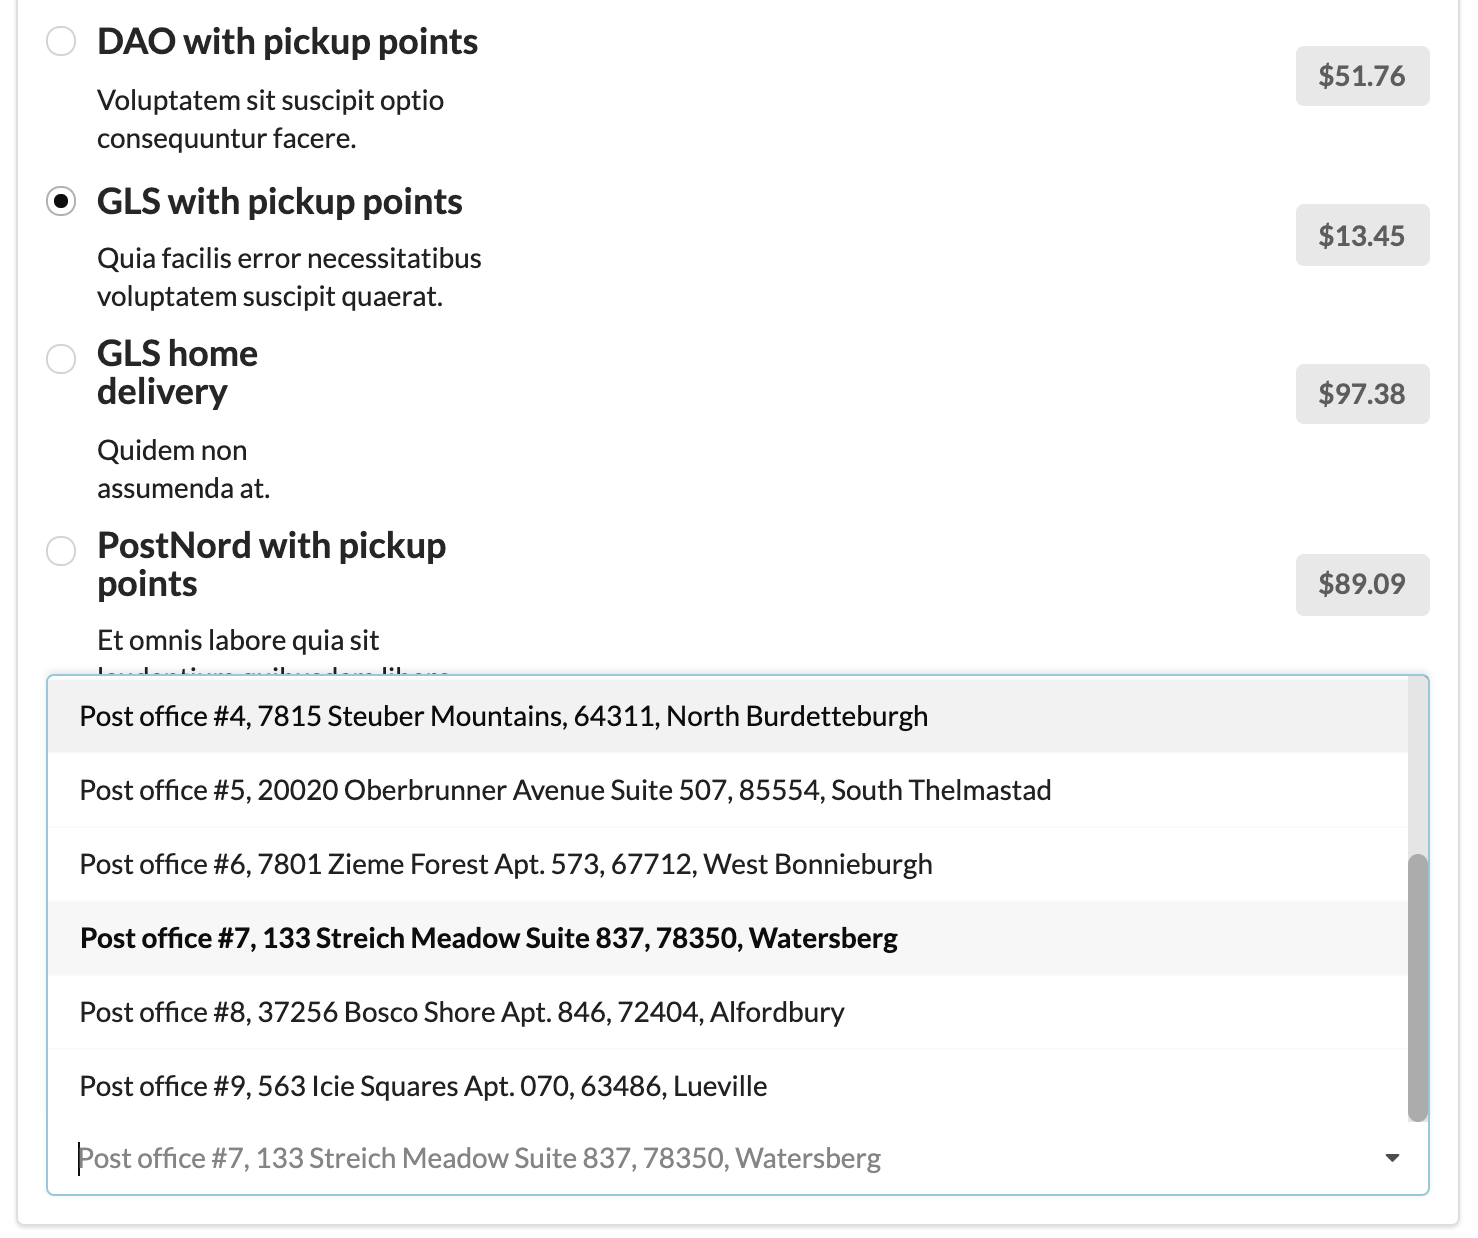 DAO with pickup points
$51.76
Voluptatem sit suscipit optio
consequuntur facere.
GLS with pickup points
$13.45
Quia facilis error necessitatibus
voluptatem suscipit quaerat.
GLS home
delivery
$97.38
Quidem non
assumenda at.
PostNord with pickup
points
$89.09
Et omnis labore quia sit
Post office #4, 7815 Steuber Mountains, 64311, North Burdetteburgh
Post office #5, 20020 Oberbrunner Avenue Suite 507, 85554, South Thelmastad
Post office #6, 7801 Zieme Forest Apt. 573, 67712, West Bonnieburgh
Post office #7, 133 Streich Meadow Suite 837, 78350, Watersberg
Post office #8, 37256 Bosco Shore Apt. 846, 72404, Alfordbury
Post office #9, 563 Icie Squares Apt. 070, 63486, Lueville
Post office #7, 133 Streich Meadow Suite 837, 78350, Watersberg